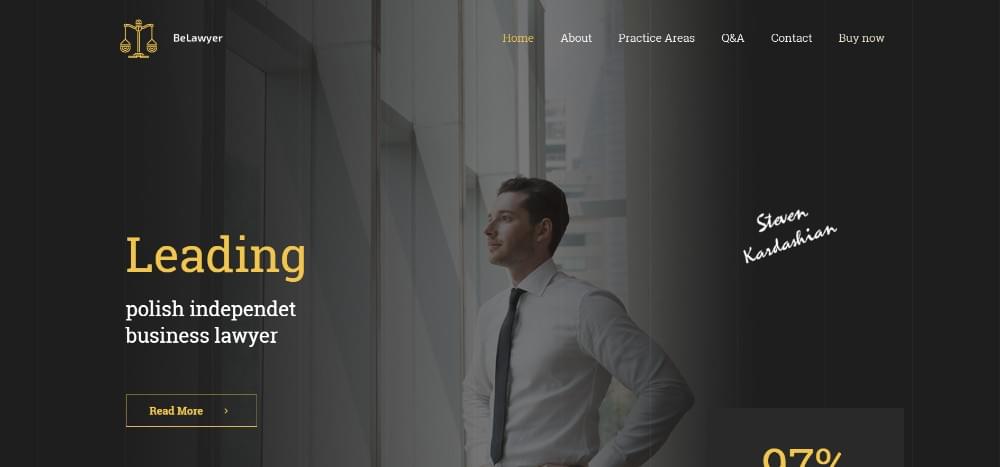 BeLawyer
Home About Practice Areas Q&A Contact Buy now
Steven
Kardashian
Leading
polish independet
business lawyer
Read More
97%